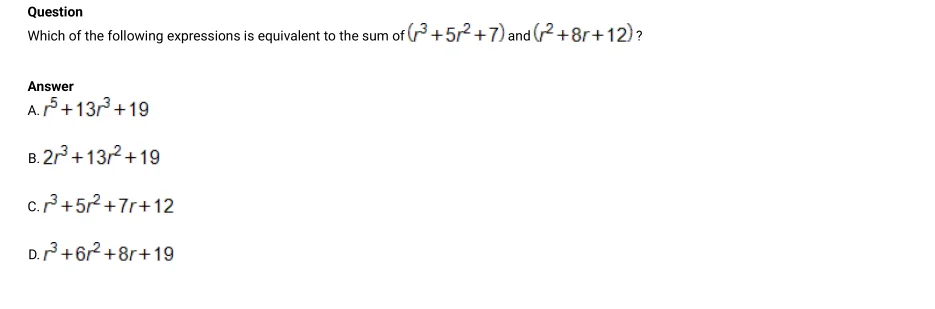 Question
Which of the following expressions is equivalent to the sum of (r³+5r²+7) and (r²+8r+12) ?
Answer
A. r⁵+13r³+19
B. 2r³+13r²+19
C. r³+5r²+7r+12
D. r³+6r²+8r+19